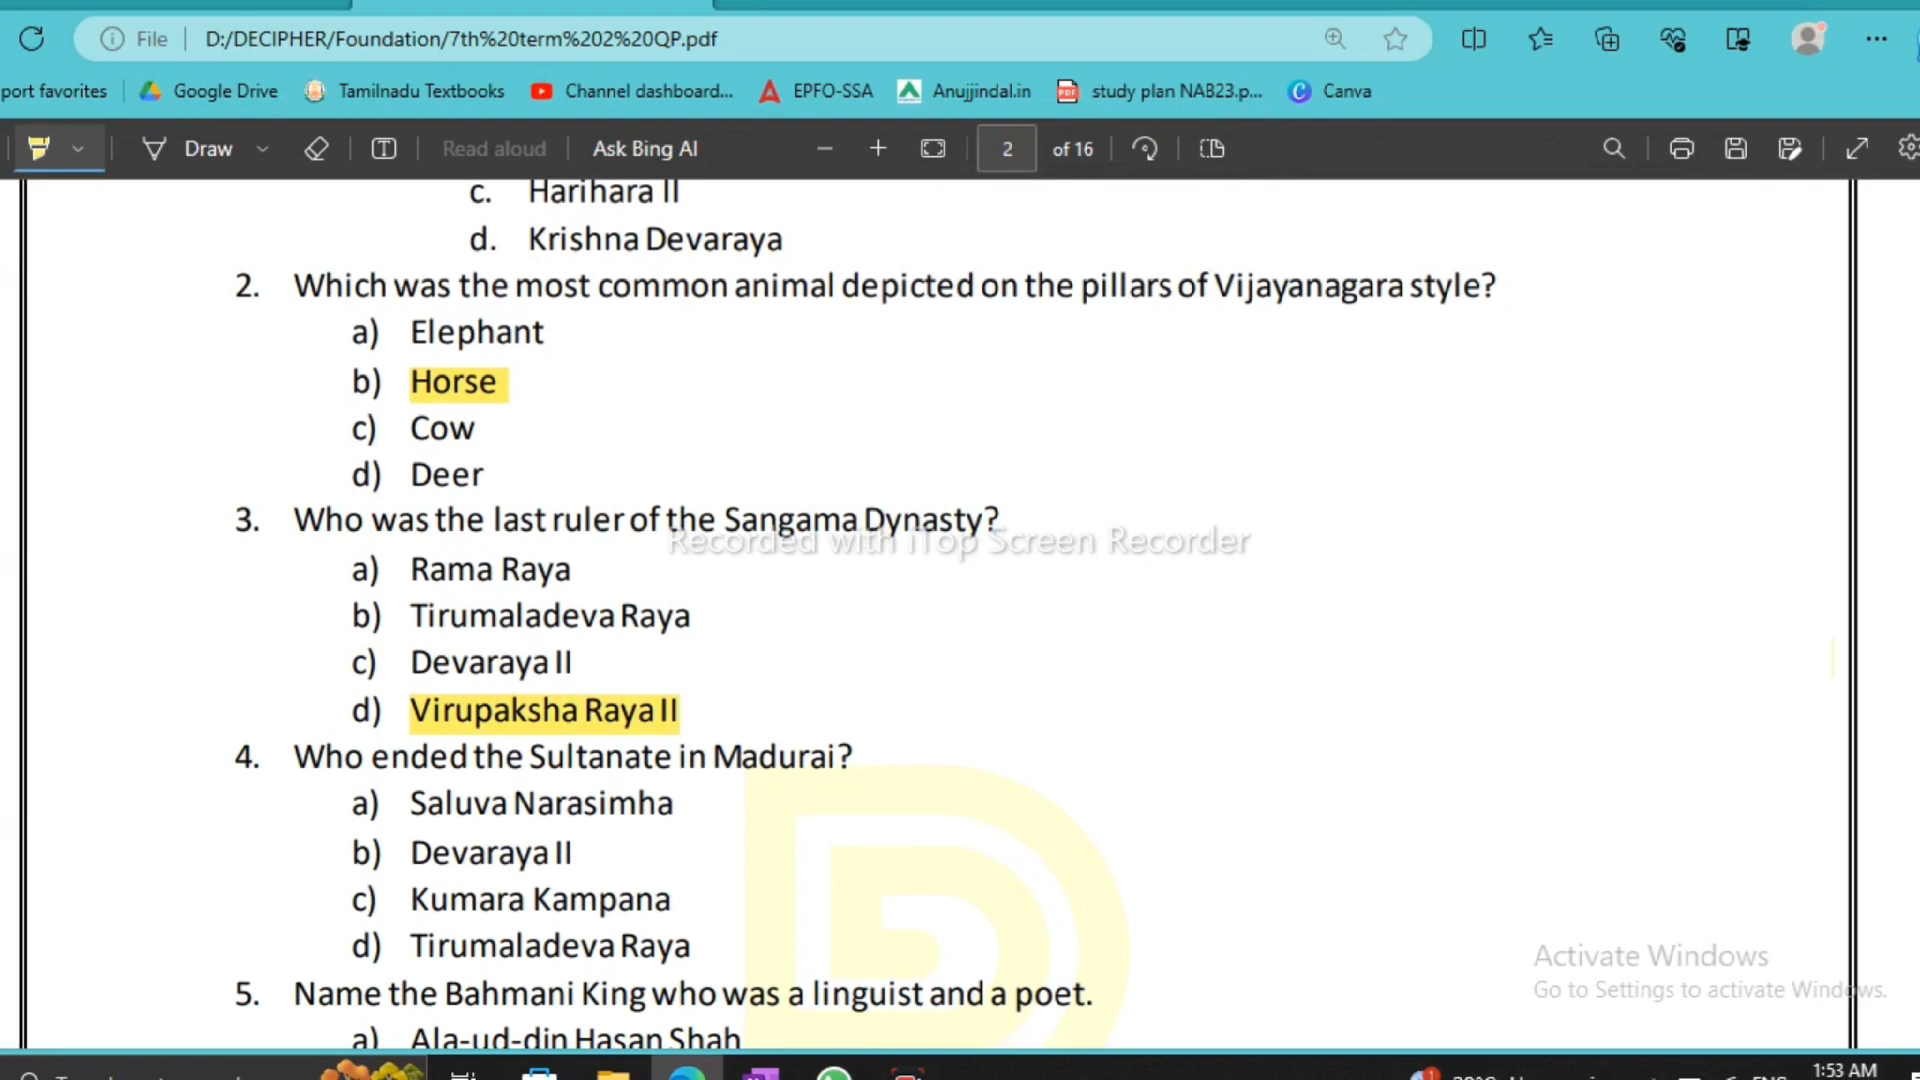 File D:/DECIPHER/Foundation/7th%20term%202%20QP.pdf
port favorites Google Drive Tamilnadu Textbooks Channel dashboard... EPFO-SSA Anujjindal.in study plan NAB23.p... Canva
Draw Read aloud Ask Bing AI 2 of 16
c. Harihara II
d. Krishna Devaraya
2. Which was the most common animal depicted on the pillars of Vijayanagara style?
a) Elephant
b) Horse
c) Cow
d) Deer
3. Who was the last ruler of the Sangama Dynasty?
Recorded with iTop Screen Recorder
a) Rama Raya
b) Tirumaladeva Raya
c) Devaraya II
d) Virupaksha Raya II
4. Who ended the Sultanate in Madurai?
a) Saluva Narasimha
b) Devaraya II
c) Kumara Kampana
d) Tirumaladeva Raya
Activate Windows
Go to Settings to activate Windows.
5. Name the Bahmani King who was a linguist and a poet.
a) Ala-ud-din Hasan Shah
1:53 AM